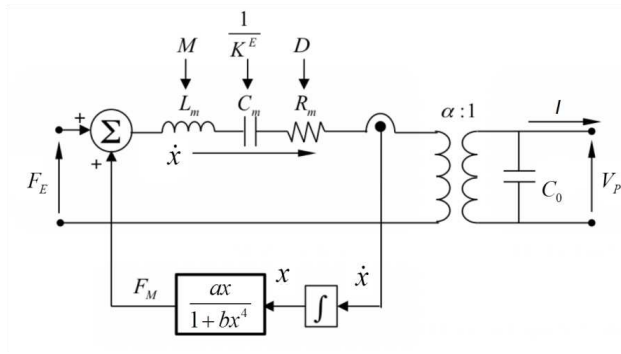 M
1
K^E
D
L_m
C_m
R_m
α:1
I
+
Σ
+
ẋ
F_E
C_0
V_P
F_M
ax
1+bx^4
x
∫
ẋ